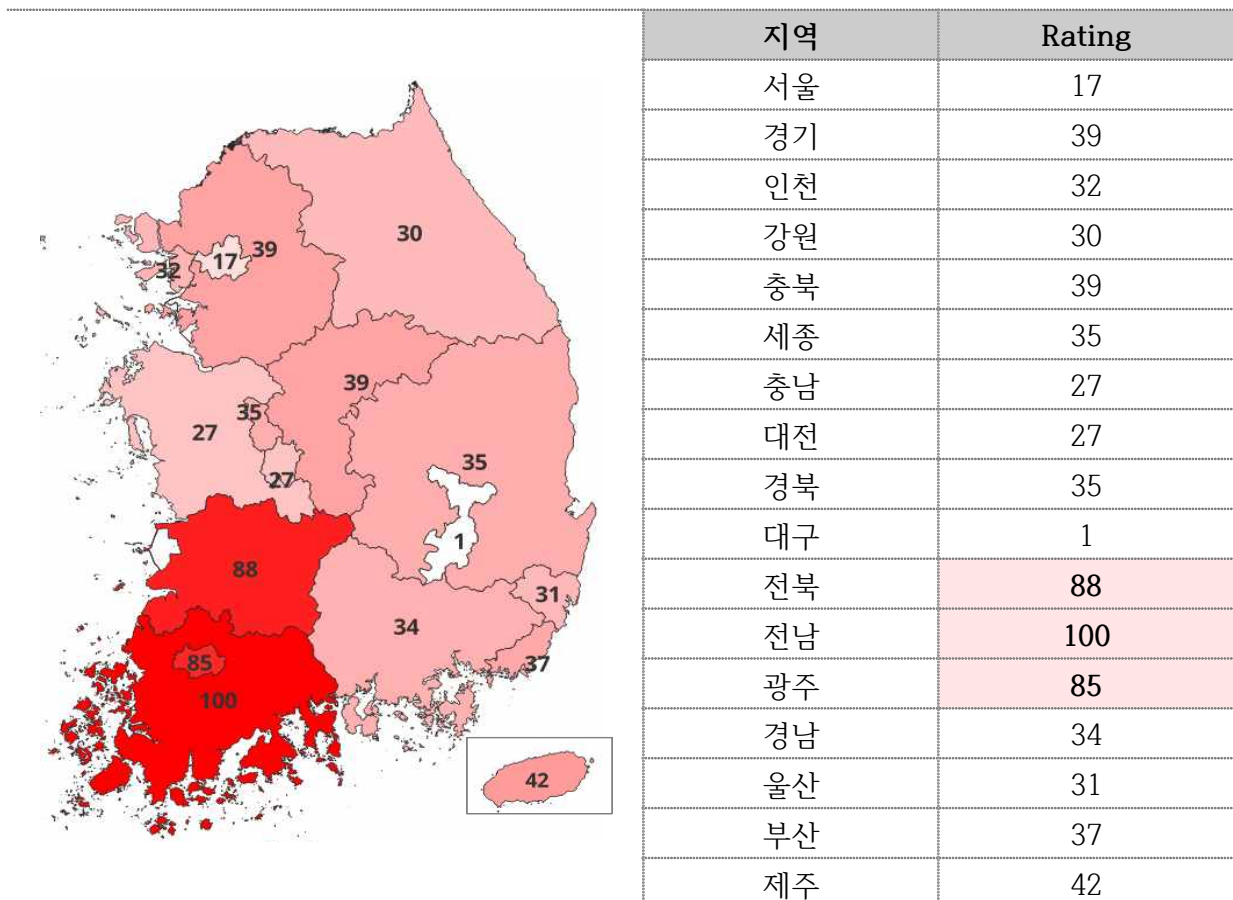 지역 Rating
서울 17
경기 39
인천 32
강원 30
충북 39
세종 35
충남 27
대전 27
경북 35
대구 1
전북 88
전남 100
광주 85
경남 34
울산 31
부산 37
제주 42
30
39
17
32
39
35
27
35
27
1
88
31
34
37
85
100
42